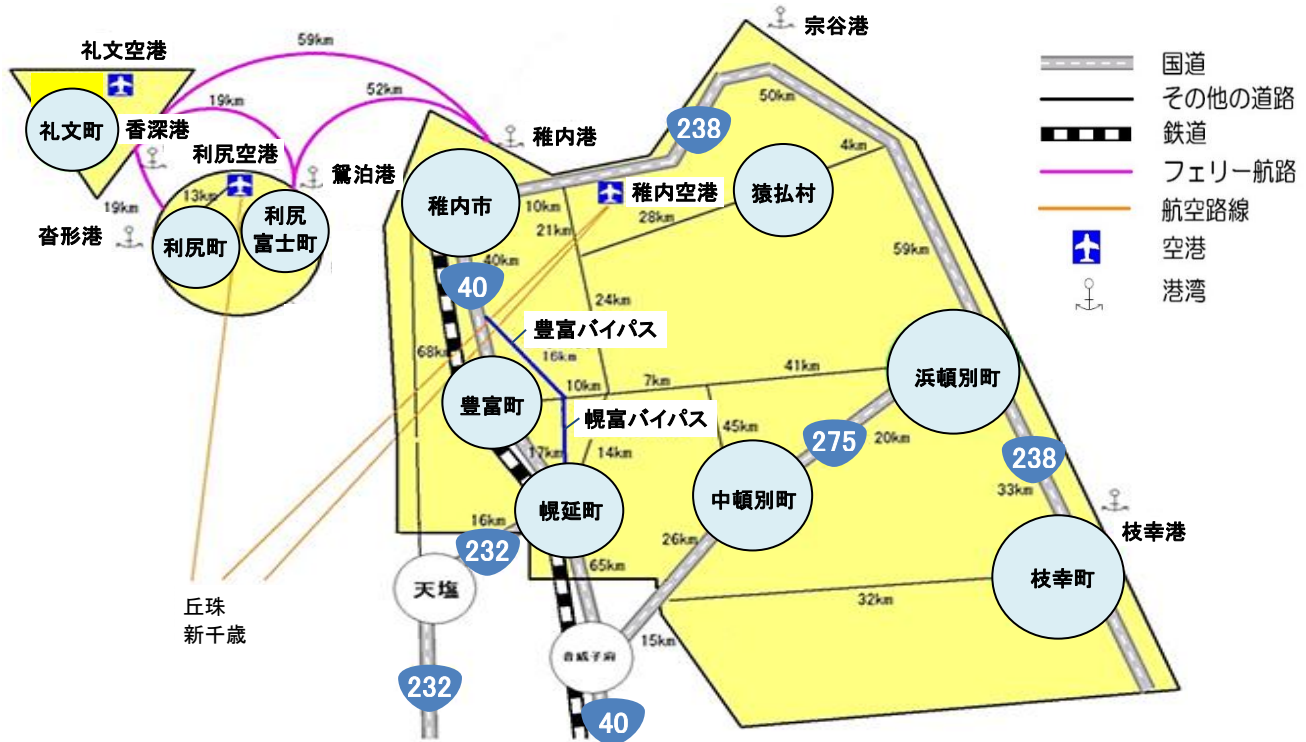 宗谷港
59km
礼文空港
国道
52km
その他の道路
19km
50km
礼文町
香深港
稚内港
238
鉄道
利尻空港
4km
鴛泊港
フェリー航路
13km
稚内市
稚内空港
猿払村
19km
10km
28km
航空路線
沓形港
利尻町
利尻
富士町
21km
空港
40km
59km
40
24km
港湾
豊富バイパス
68km
16km
41km
10km
7km
浜頓別町
豊富町
幌富バイパス
45km
275
20km
17km
14km
238
中頓別町
33km
幌延町
16km
枝幸港
232
26km
65km
枝幸町
天塩
32km
丘珠
新千歳
15km
音威子府
232
40